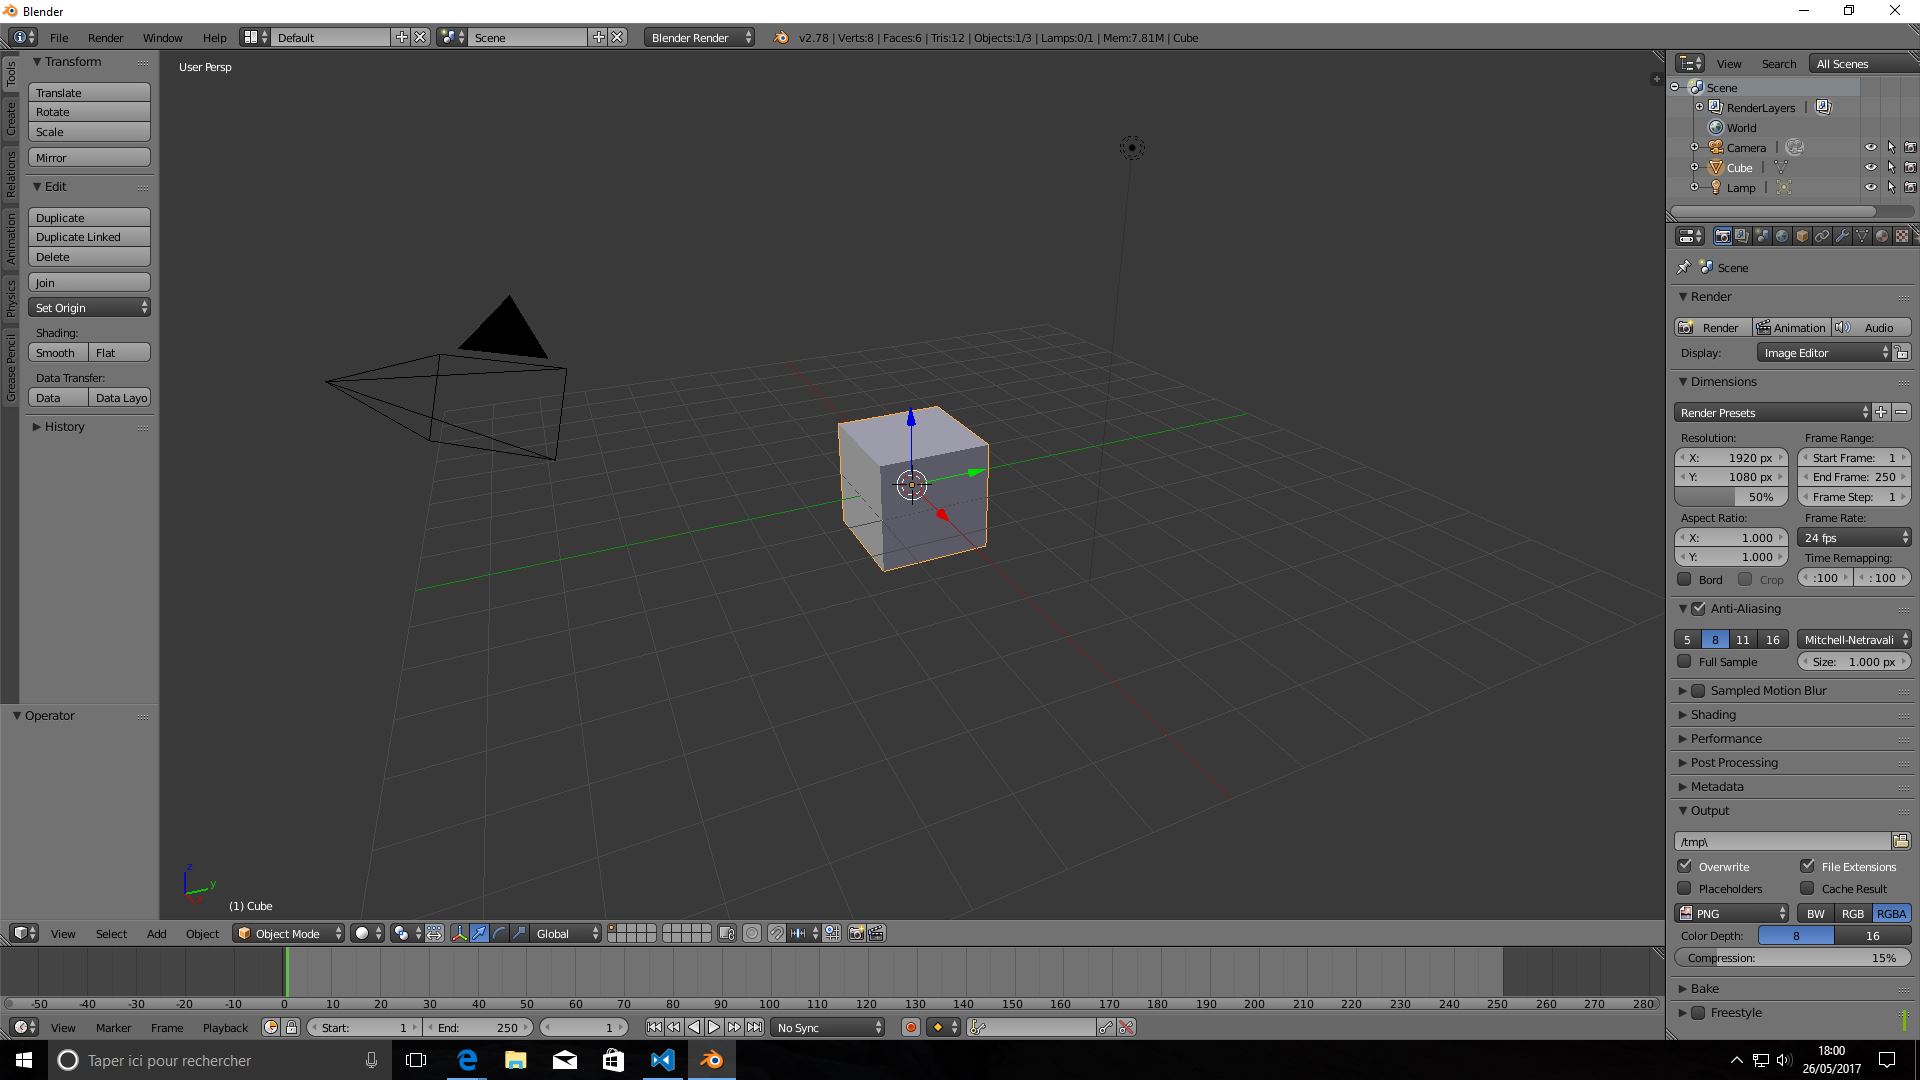 Blender
File Render Window Help Default Scene Blender Render v2.78 | Verts:8 | Faces:6 | Tris:12 | Objects:1/3 | Lamps:0/1 | Mem:7.81M | Cube
Tools
Create
Relations
Animation
Physics
Grease Pencil
Transform
Translate
Rotate
Scale
Mirror
Edit
Duplicate
Duplicate Linked
Delete
Join
Set Origin
Shading:
Smooth Flat
Data Transfer:
Data Data Layo
History
Operator
User Persp
z
y
x
(1) Cube
View Select Add Object Object Mode Global
-50 -40 -30 -20 -10 0 10 20 30 40 50 60 70 80 90 100 110 120 130 140 150 160 170 180 190 200 210 220 230 240 250 260 270 280
View Marker Frame Playback Start: 1 End: 250 1 No Sync
View Search All Scenes
Scene
RenderLayers |
World
Camera |
Cube |
Lamp |
Scene
Render
Render Animation Audio
Display: Image Editor
Dimensions
Render Presets
Resolution: Frame Range:
X: 1920 px Start Frame: 1
Y: 1080 px End Frame: 250
50% Frame Step: 1
Aspect Ratio: Frame Rate:
X: 1.000 24 fps
Y: 1.000 Time Remapping:
Bord Crop :100 : 100
Anti-Aliasing
5 8 11 16 Mitchell-Netravali
Full Sample Size: 1.000 px
Sampled Motion Blur
Shading
Performance
Post Processing
Metadata
Output
/tmp\
Overwrite File Extensions
Placeholders Cache Result
PNG BW RGB RGBA
Color Depth: 8 16
Compression: 15%
Bake
Freestyle
Taper ici pour rechercher
18:00
26/05/2017